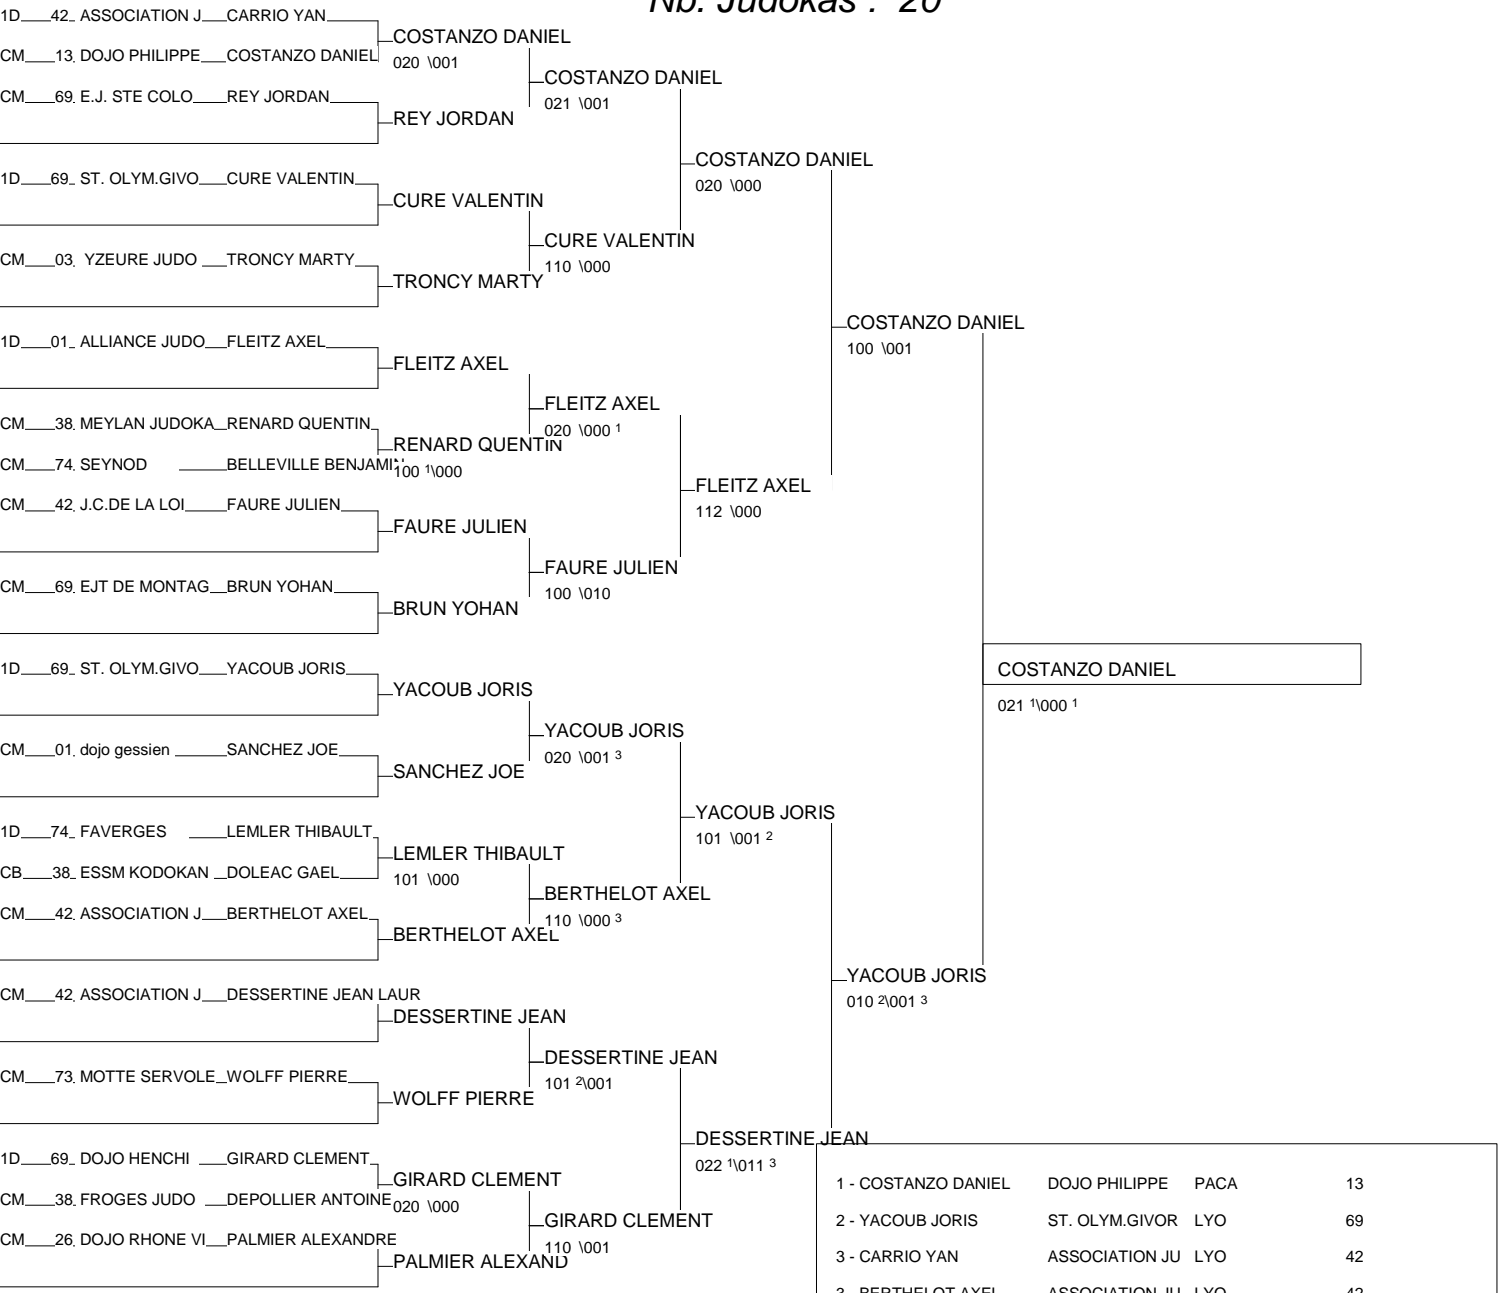 Nb. Judokas : 20
1D 42 ASSOCIATION J CARRIO YAN
COSTANZO DANIEL
CM 13 DOJO PHILIPPE COSTANZO DANIEL
020 \001
COSTANZO DANIEL
CM 69 E.J. STE COLO REY JORDAN
021 \001
REY JORDAN
COSTANZO DANIEL
1D 69 ST. OLYM.GIVO CURE VALENTIN
020 \000
CURE VALENTIN
CURE VALENTIN
CM 03 YZEURE JUDO TRONCY MARTY
110 \000
TRONCY MARTY
COSTANZO DANIEL
1D 01 ALLIANCE JUDO FLEITZ AXEL
100 \001
FLEITZ AXEL
FLEITZ AXEL
CM 38 MEYLAN JUDOKA RENARD QUENTIN
020 \000 1
RENARD QUENTIN
CM 74 SEYNOD BELLEVILLE BENJAMIN
100 1\000
FLEITZ AXEL
CM 42 J.C.DE LA LOI FAURE JULIEN
112 \000
FAURE JULIEN
FAURE JULIEN
CM 69 EJT DE MONTAG BRUN YOHAN
100 \010
BRUN YOHAN
1D 69 ST. OLYM.GIVO YACOUB JORIS
COSTANZO DANIEL
YACOUB JORIS
021 1\000 1
YACOUB JORIS
CM 01 dojo gessien SANCHEZ JOE
020 \001 3
SANCHEZ JOE
YACOUB JORIS
1D 74 FAVERGES LEMLER THIBAULT
101 \001 2
LEMLER THIBAULT
CB 38 ESSM KODOKAN DOLEAC GAEL
101 \000
BERTHELOT AXEL
CM 42 ASSOCIATION J BERTHELOT AXEL
110 \000 3
BERTHELOT AXEL
YACOUB JORIS
CM 42 ASSOCIATION J DESSERTINE JEAN LAUR
010 2\001 3
DESSERTINE JEAN
DESSERTINE JEAN
CM 73 MOTTE SERVOLE WOLFF PIERRE
101 2\001
WOLFF PIERRE
DESSERTINE JEAN
1D 69 DOJO HENCHI GIRARD CLEMENT
022 1\011 3
GIRARD CLEMENT
1 - COSTANZO DANIEL DOJO PHILIPPE PACA 13
CM 38 FROGES JUDO DEPOLLIER ANTOINE
020 \000
GIRARD CLEMENT
2 - YACOUB JORIS ST. OLYM.GIVOR LYO 69
CM 26 DOJO RHONE VI PALMIER ALEXANDRE
110 \001
3 - CARRIO YAN ASSOCIATION JU LYO 42
PALMIER ALEXAND
3 - BERTHELOT AXEL ASSOCIATION JU LYO 42